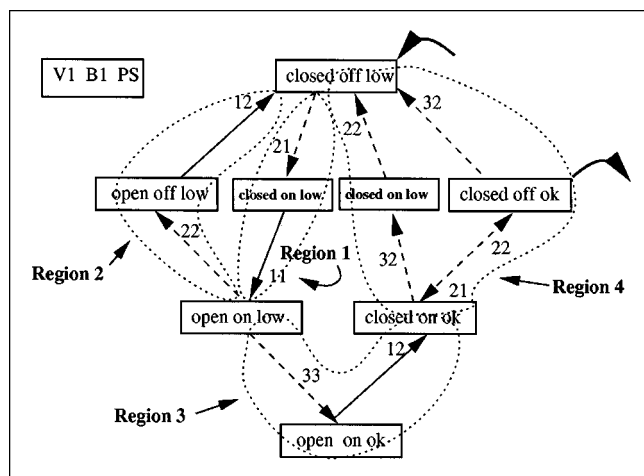 V1 B1 PS
closed off low
12
21
22
32
open off low
closed on low
closed on low
closed off ok
22
Region 1
32
22
Region 2
11
21
Region 4
open on low
closed on ok
33
12
Region 3
open on ok